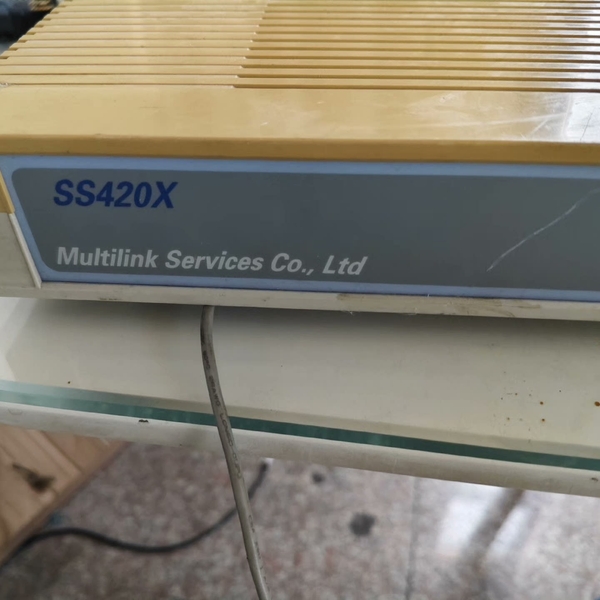 SS420X
Multilink Services Co., Ltd